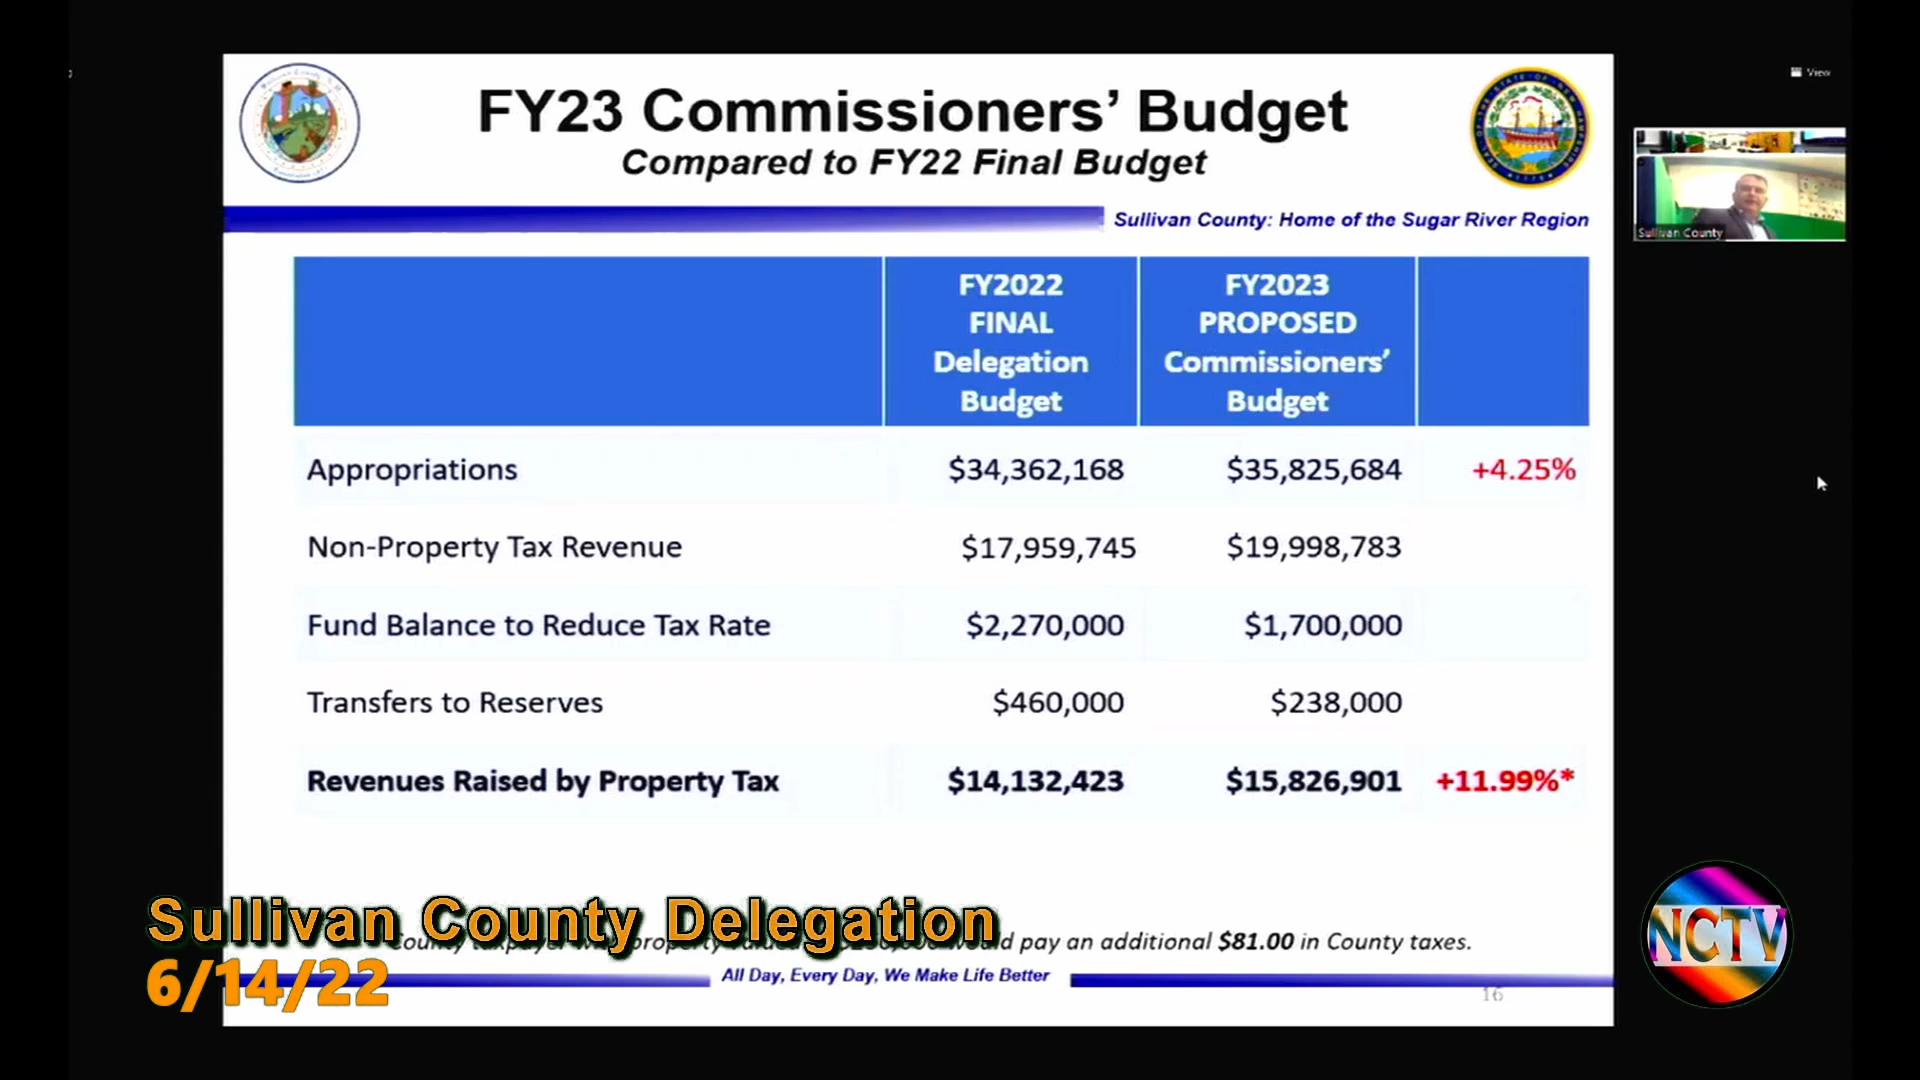 View
FY23 Commissioners’ Budget
Compared to FY22 Final Budget
Sullivan County: Home of the Sugar River Region
Sullivan County
FY2022 FINAL Delegation Budget
FY2023 PROPOSED Commissioners’ Budget
Appropriations $34,362,168 $35,825,684 +4.25%
Non-Property Tax Revenue $17,959,745 $19,998,783
Fund Balance to Reduce Tax Rate $2,270,000 $1,700,000
Transfers to Reserves $460,000 $238,000
Revenues Raised by Property Tax $14,132,423 $15,826,901 +11.99%*
Sullivan County Delegation
pay an additional $81.00 in County taxes.
6/14/22
All Day, Every Day, We Make Life Better
16
NCTV